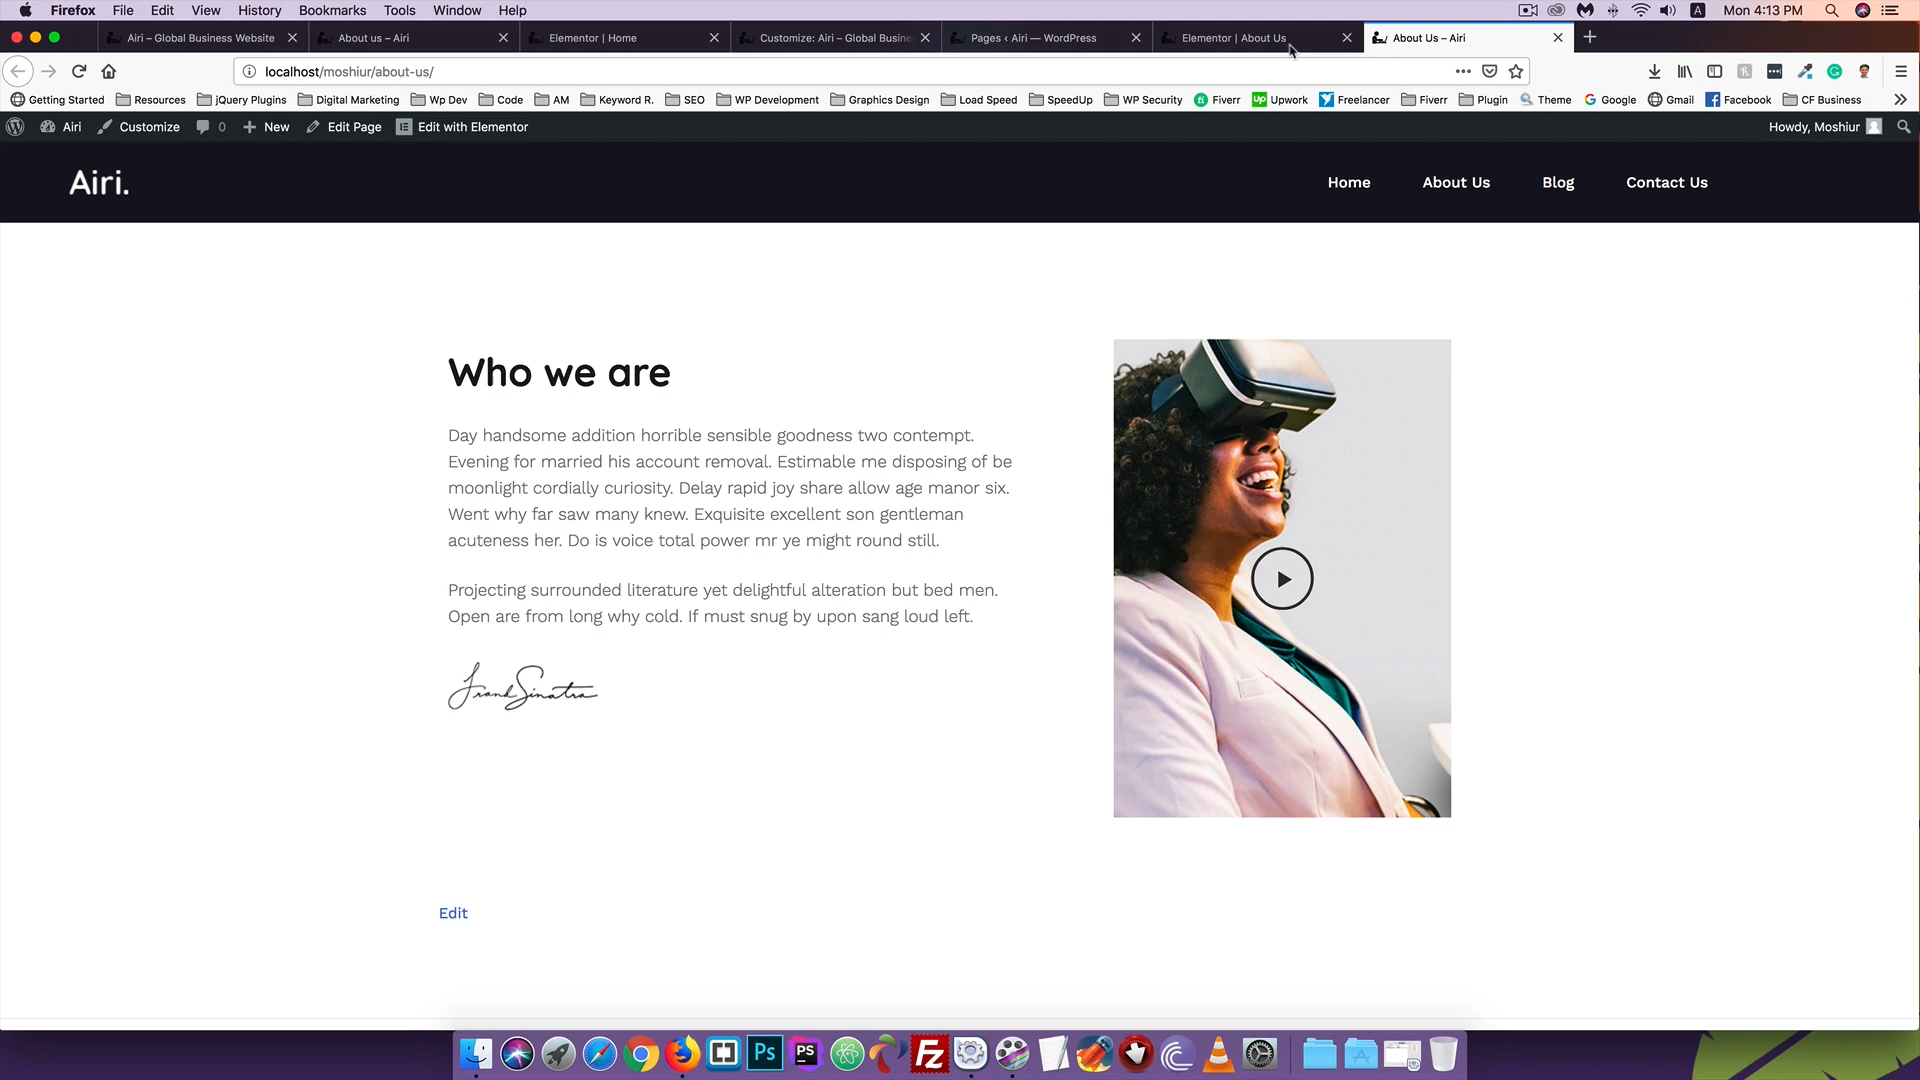 Firefox File Edit View History Bookmarks Tools Window Help A Mon 4:13 PM
Airi – Global Business Website About us – Airi Elementor | Home Customize: Airi – Global Busine Pages ‹ Airi — WordPress Elementor | About Us About Us – Airi
localhost/moshiur/about-us/
Getting Started Resources jQuery Plugins Digital Marketing Wp Dev Code AM Keyword R. SEO WP Development Graphics Design Load Speed SpeedUp WP Security Fiverr Upwork Freelancer Fiverr Plugin Theme Google Gmail Facebook CF Business
Airi Customize 0 New Edit Page Edit with Elementor Howdy, Moshiur
Airi. Home About Us Blog Contact Us
Who we are
Day handsome addition horrible sensible goodness two contempt.
Evening for married his account removal. Estimable me disposing of be
moonlight cordially curiosity. Delay rapid joy share allow age manor six.
Went why far saw many knew. Exquisite excellent son gentleman
acuteness her. Do is voice total power mr ye might round still.
Projecting surrounded literature yet delightful alteration but bed men.
Open are from long why cold. If must snug by upon sang loud left.
Edit
Ps PS FZ